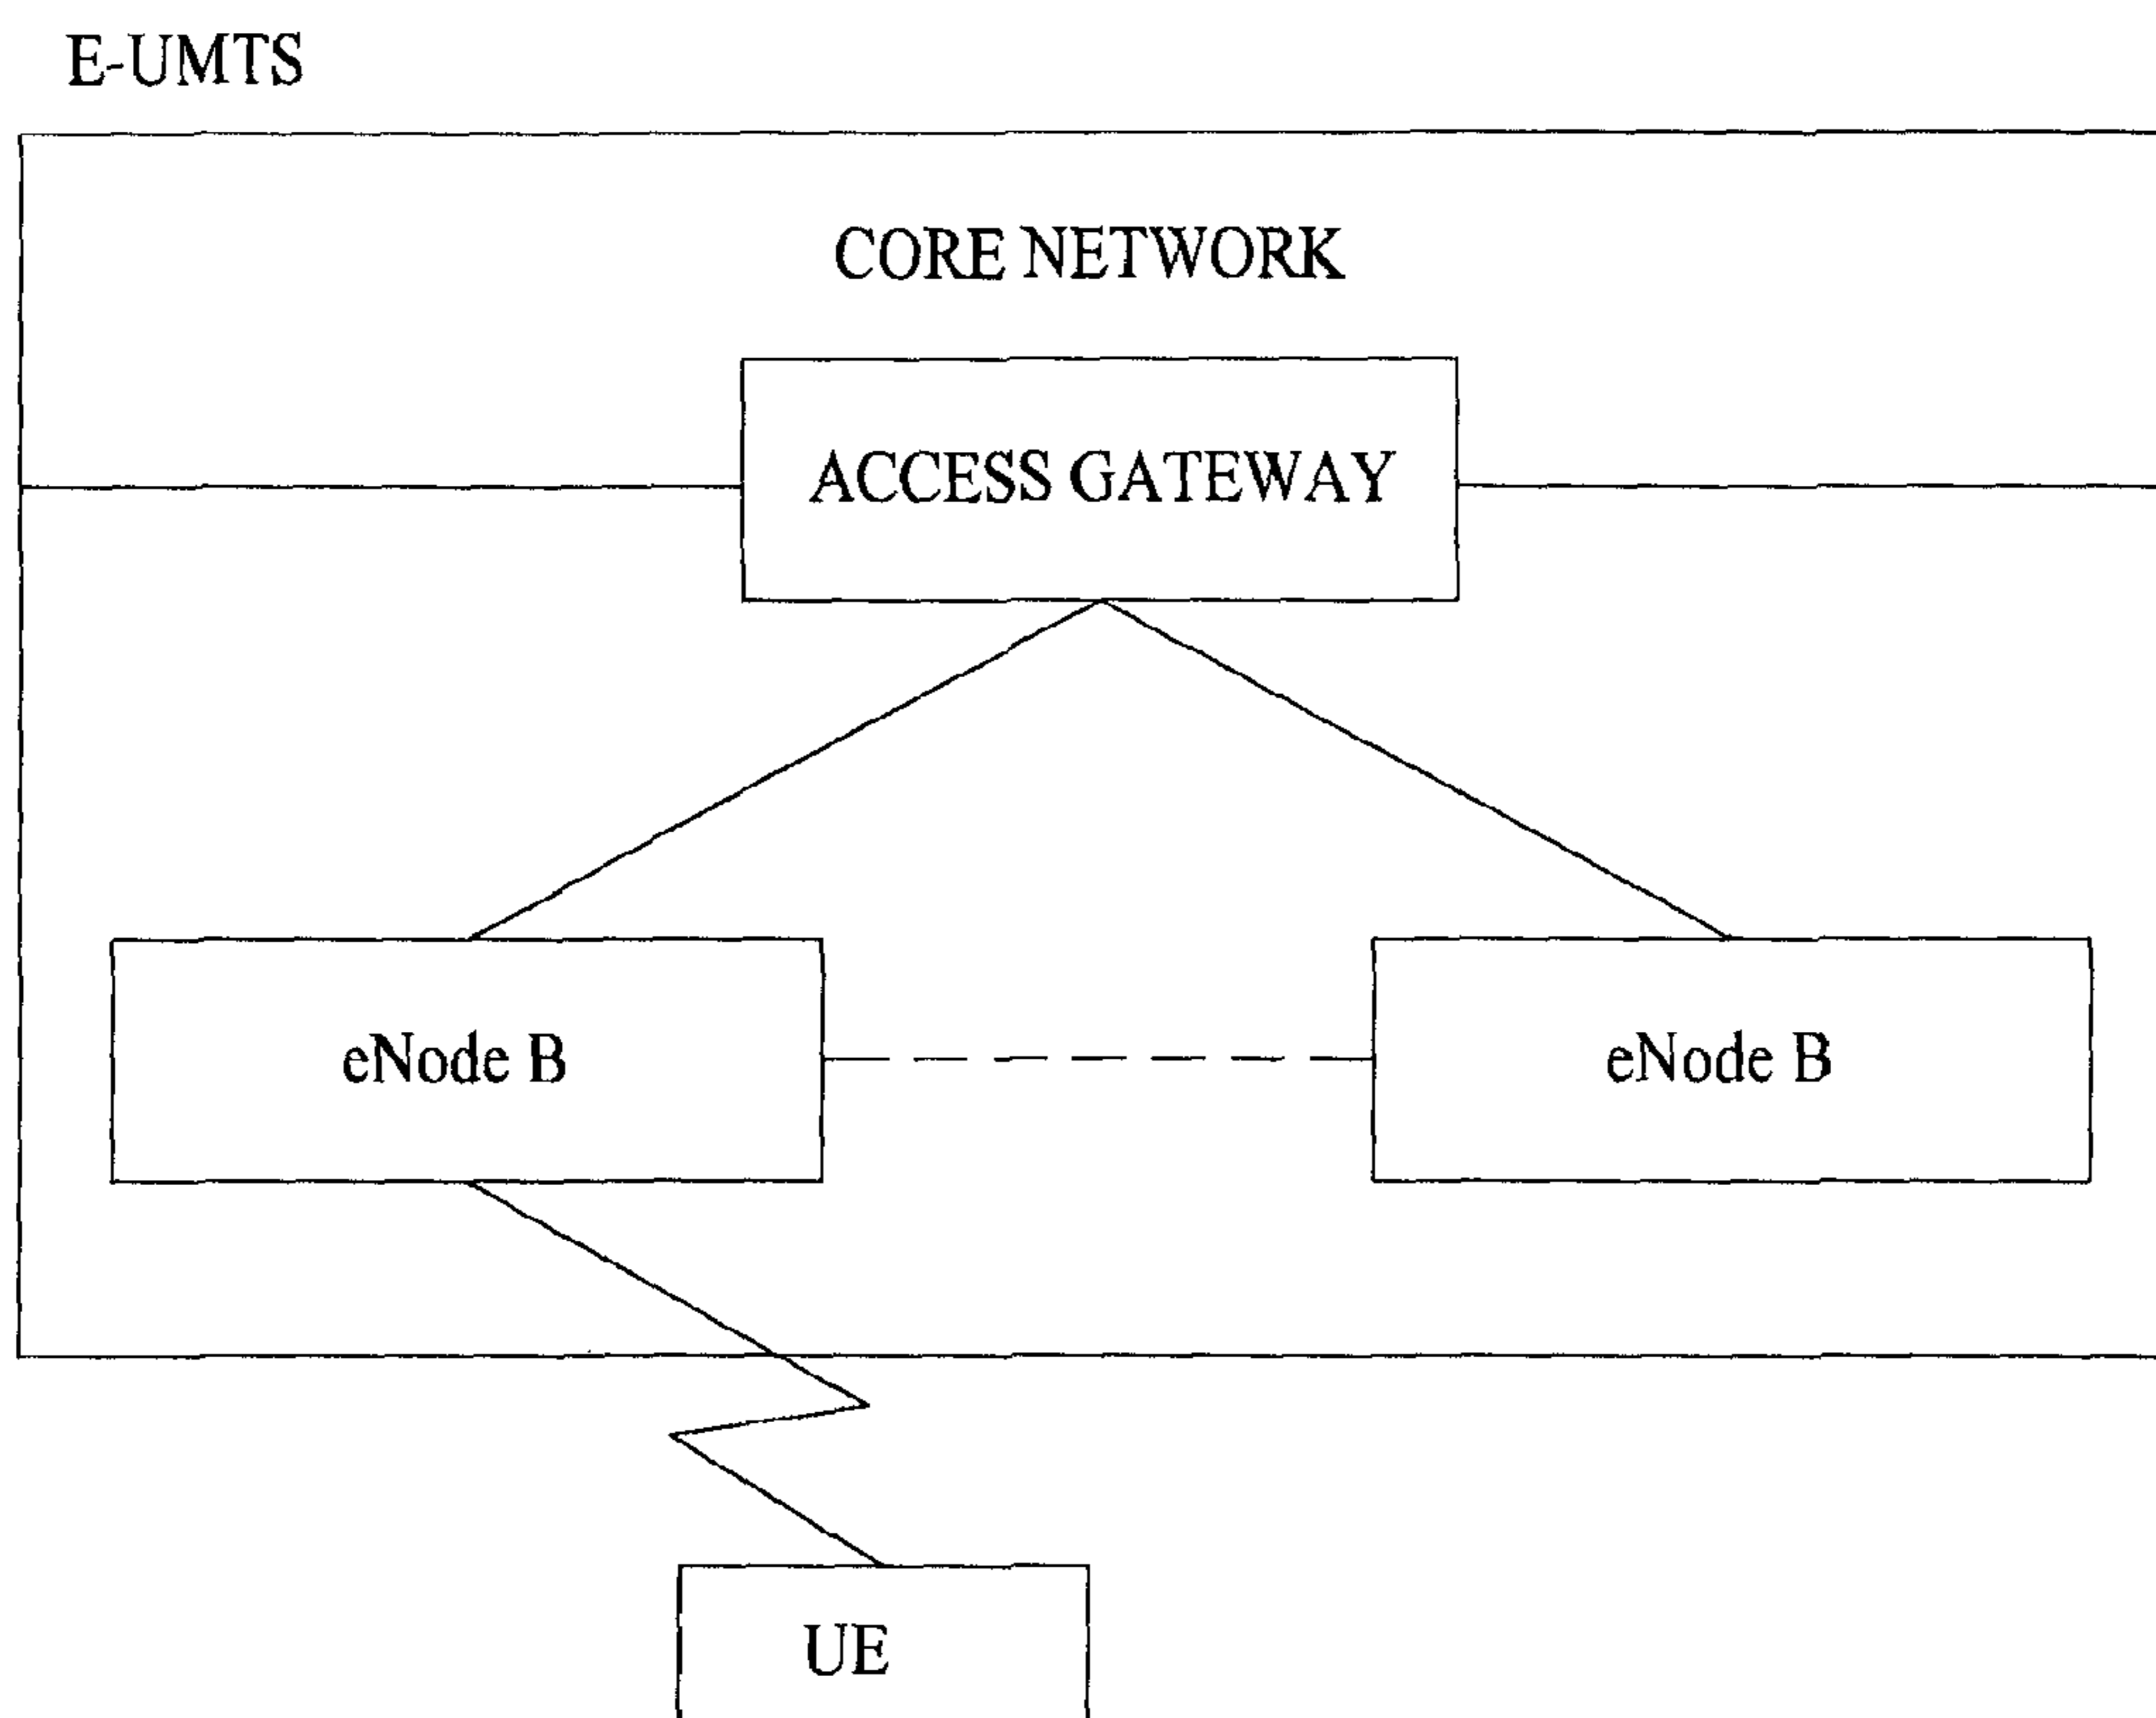 E-UMTS
CORE NETWORK
ACCESS GATEWAY
eNode B
eNode B
UE